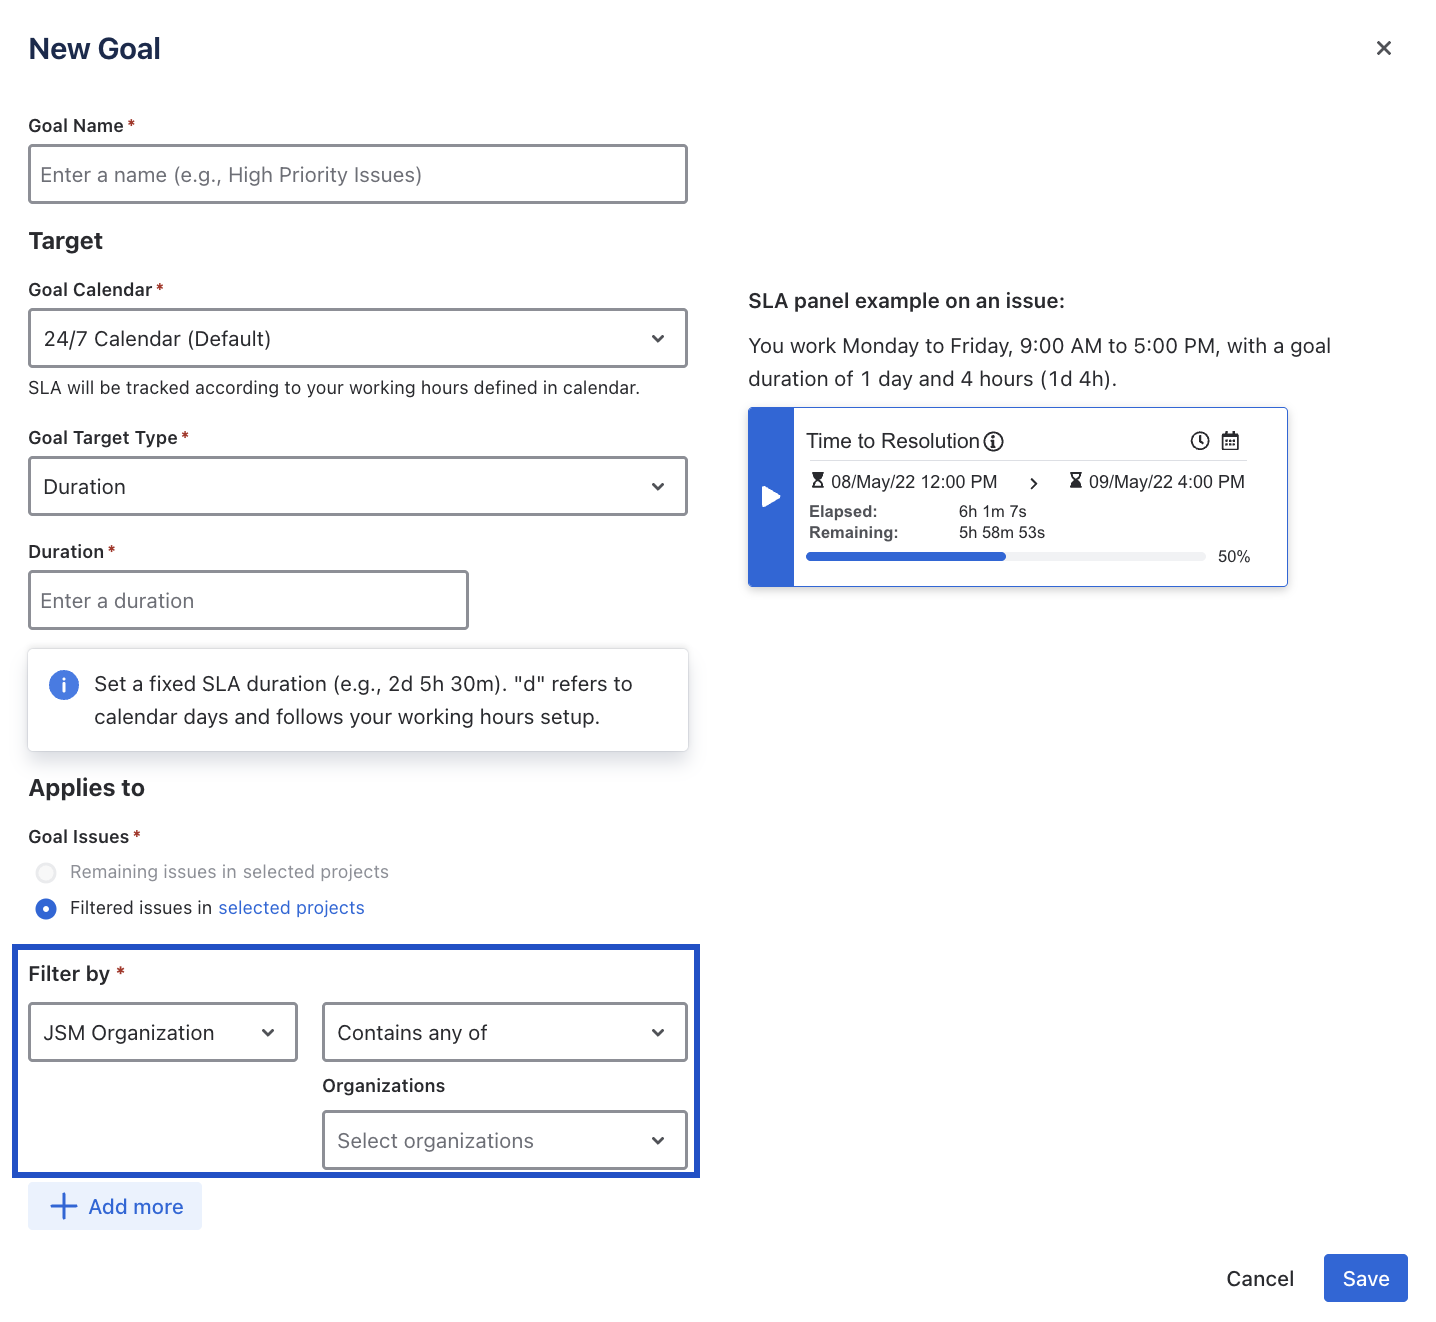 New Goal
Goal Name *
Enter a name (e.g., High Priority Issues)
Target
Goal Calendar *
24/7 Calendar (Default)
SLA will be tracked according to your working hours defined in calendar.
Goal Target Type *
Duration
Duration *
Enter a duration
Set a fixed SLA duration (e.g., 2d 5h 30m). "d" refers to
calendar days and follows your working hours setup.
Applies to
Goal Issues *
Remaining issues in selected projects
Filtered issues in selected projects
Filter by *
JSM Organization
Contains any of
Organizations
Select organizations
Add more
SLA panel example on an issue:
You work Monday to Friday, 9:00 AM to 5:00 PM, with a goal
duration of 1 day and 4 hours (1d 4h).
Time to Resolution
08/May/22 12:00 PM > 09/May/22 4:00 PM
Elapsed: 6h 1m 7s
Remaining: 5h 58m 53s
50%
Cancel
Save